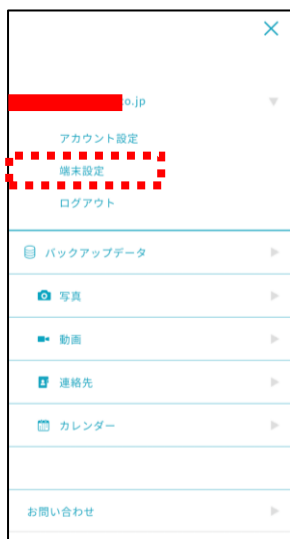 o.jp
アカウント設定
端末設定
ログアウト
バックアップデータ
写真
動画
連絡先
カレンダー
お問い合わせ